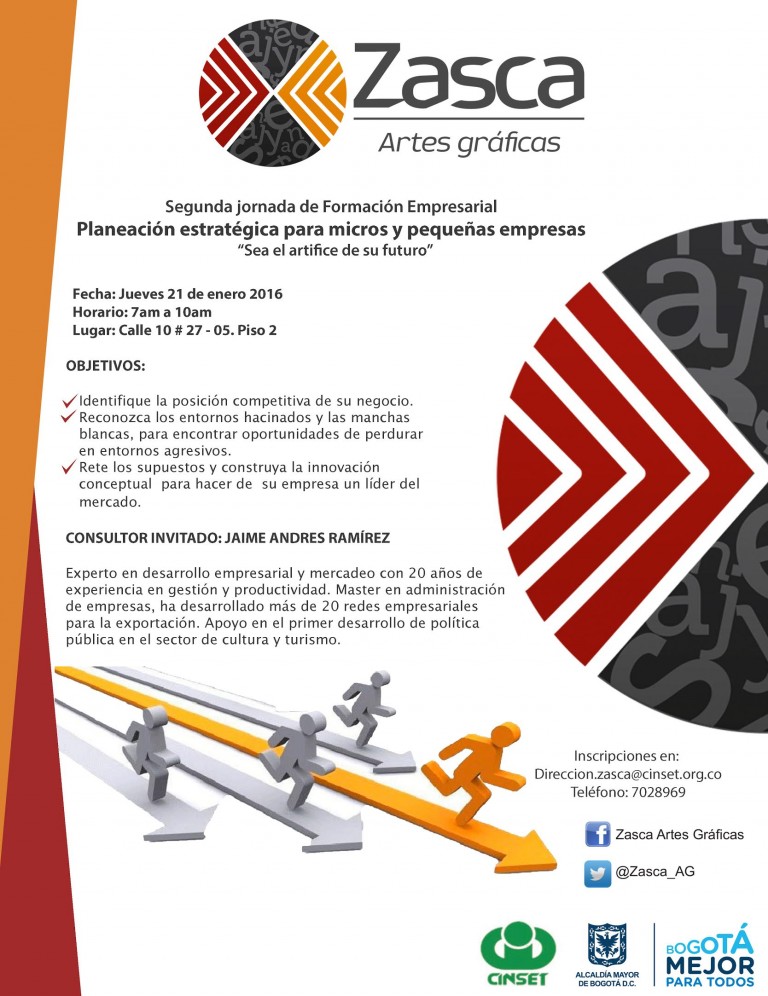 Zasca
Artes gráficas
Segunda jornada de Formación Empresarial
Planeación estratégica para micros y pequeñas empresas
“Sea el artifice de su futuro”
Fecha: Jueves 21 de enero 2016
Horario: 7am a 10am
Lugar: Calle 10 # 27 - 05. Piso 2
OBJETIVOS:
Identifique la posición competitiva de su negocio.
Reconozca los entornos hacinados y las manchas
blancas, para encontrar oportunidades de perdurar
en entornos agresivos.
Rete los supuestos y construya la innovación
conceptual para hacer de su empresa un líder del
mercado.
CONSULTOR INVITADO: JAIME ANDRES RAMÍREZ
Experto en desarrollo empresarial y mercadeo con 20 años de
experiencia en gestión y productividad. Master en administración
de empresas, ha desarrollado más de 20 redes empresariales
para la exportación. Apoyo en el primer desarrollo de política
pública en el sector de cultura y turismo.
Inscripciones en:
Direccion.zasca@cinset.org.co
Teléfono: 7028969
Zasca Artes Gráficas
@Zasca_AG
CINSET
ALCALDÍA MAYOR
DE BOGOTÁ D.C.
BOGOTÁ
MEJOR
PARA TODOS